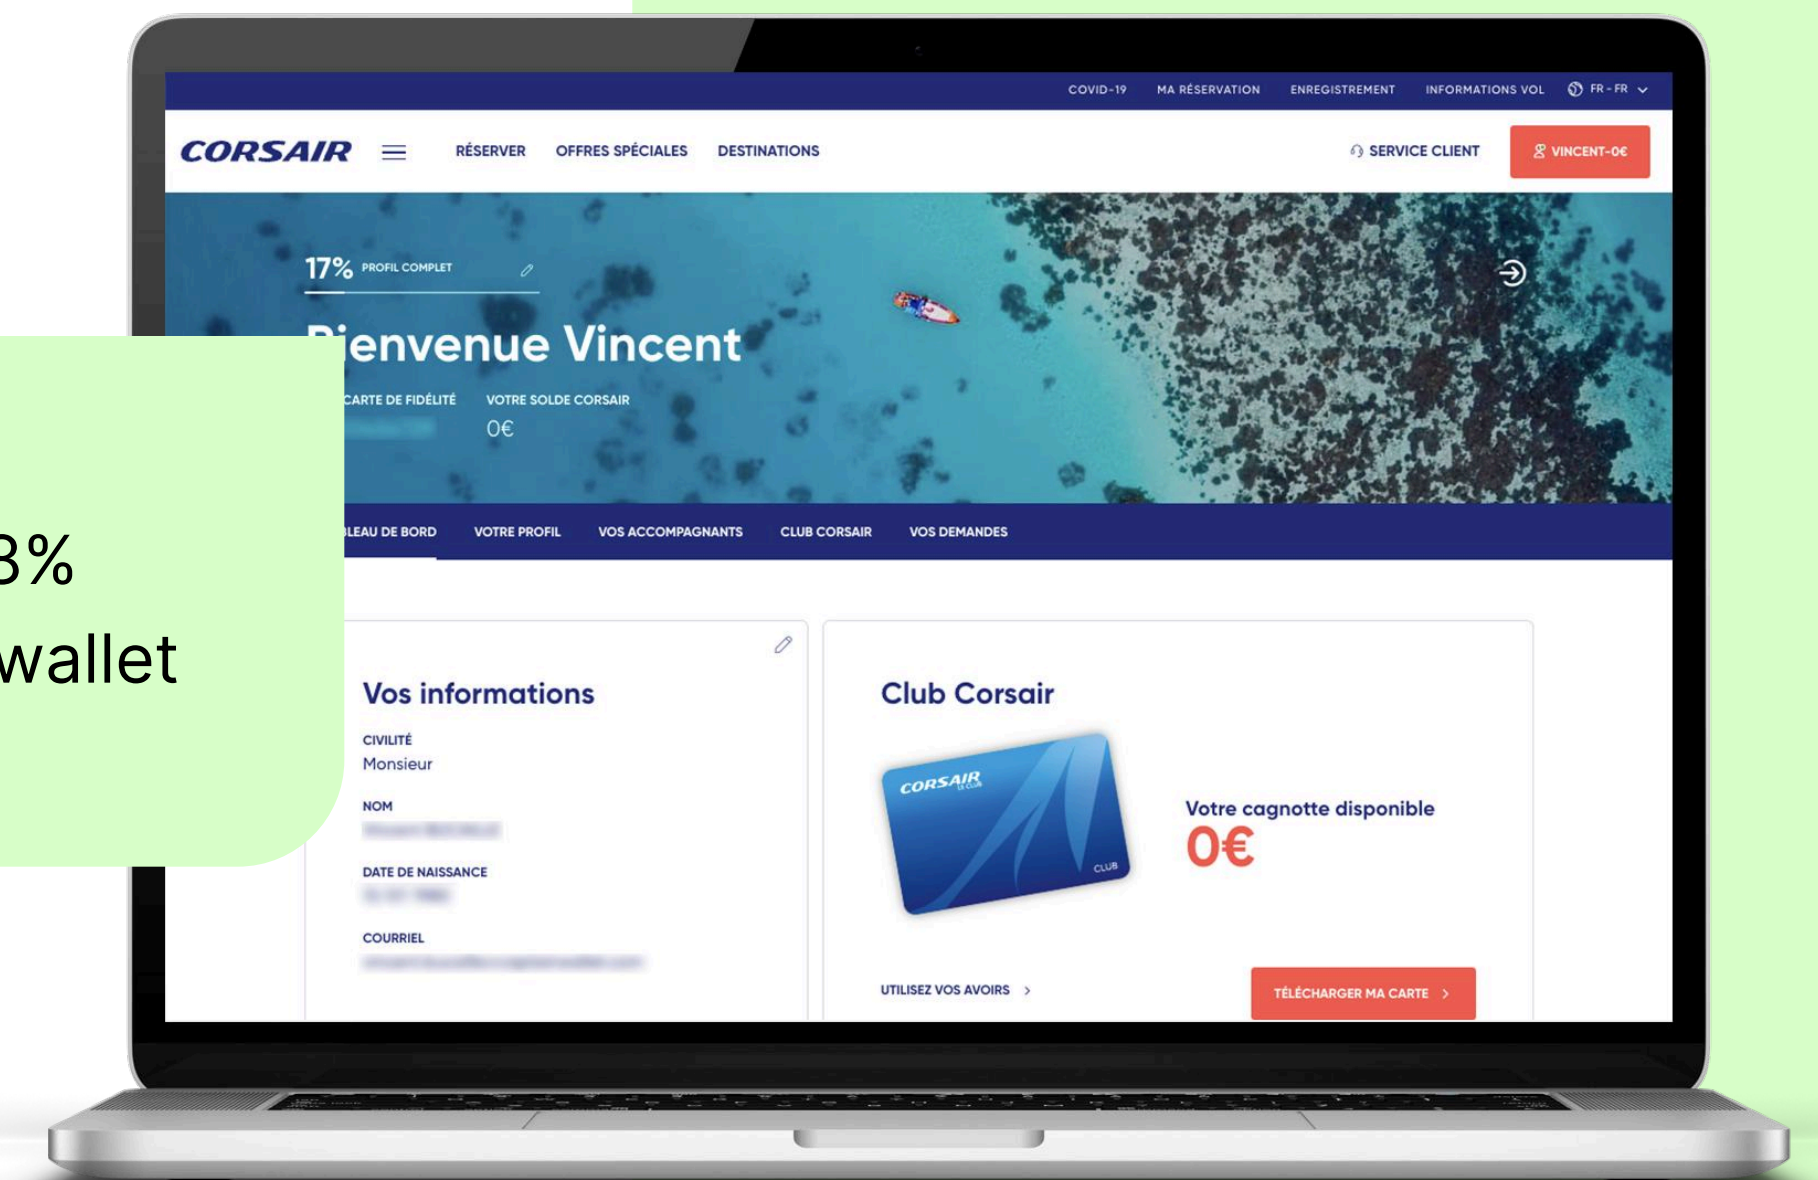 COVID-19 MA RÉSERVATION ENREGISTREMENT INFORMATIONS VOL FR - FR
CORSAIR RÉSERVER OFFRES SPÉCIALES DESTINATIONS SERVICE CLIENT VINCENT-0€
17% PROFIL COMPLET
Bienvenue Vincent
CARTE DE FIDÉLITÉ VOTRE SOLDE CORSAIR
0€
LEAU DE BORD VOTRE PROFIL VOS ACCOMPAGNANTS CLUB CORSAIR VOS DEMANDES
3%
wallet
Vos informations
CIVILITÉ
Monsieur
NOM
DATE DE NAISSANCE
COURRIEL
Club Corsair
CORSAIR
LE CLUB
CLUB
Votre cagnotte disponible
0€
UTILISEZ VOS AVOIRS >
TÉLÉCHARGER MA CARTE >